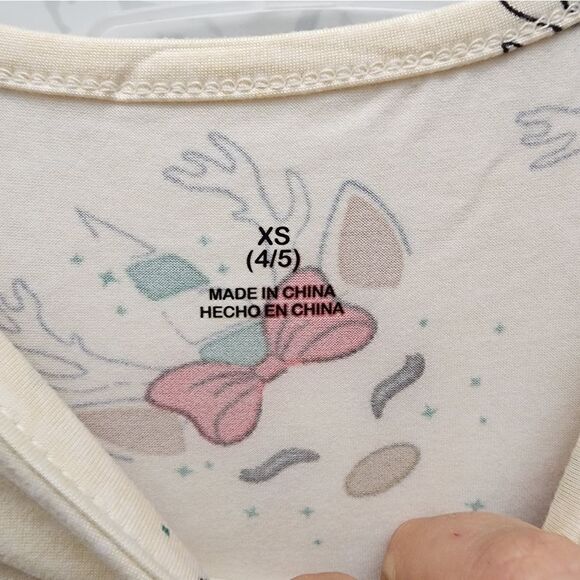 XS
(4/5)
MADE IN CHINA
HECHO EN CHINA